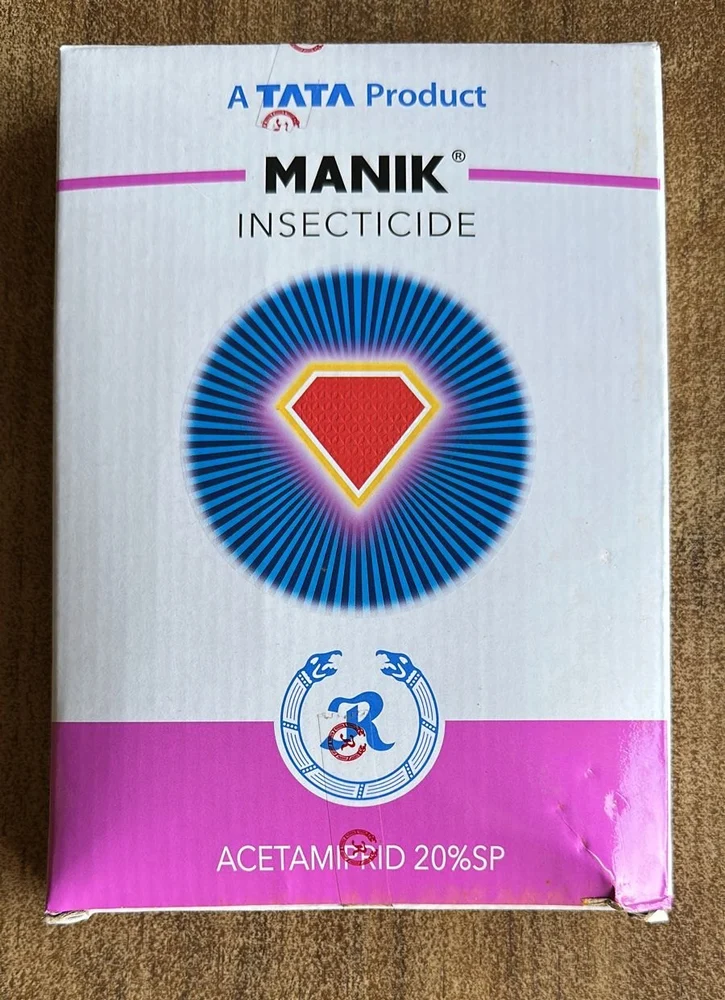 A TATA Product
MANIK®
INSECTICIDE
R
ACETAMIPRID 20%SP